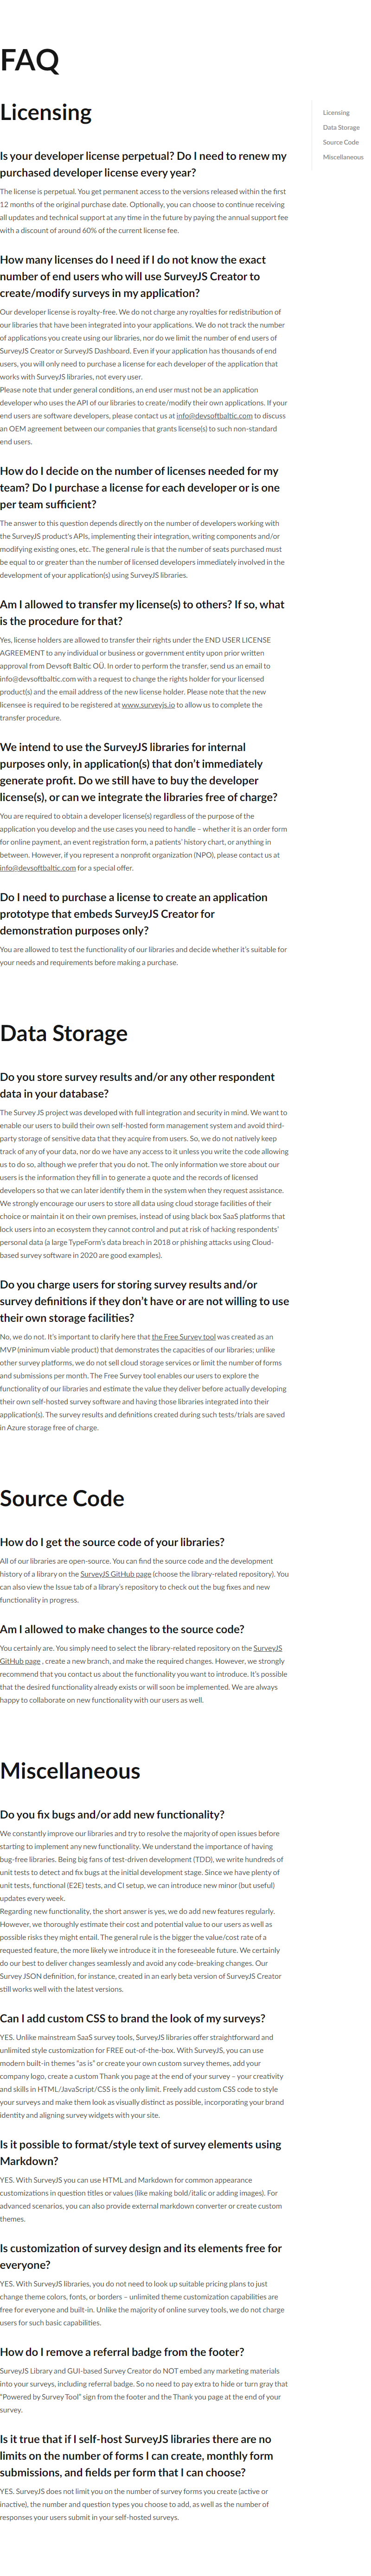 FAQ
Licensing
Licensing
Data Storage
Source Code
Miscellaneous
Is your developer license perpetual? Do I need to renew my
purchased developer license every year?
The license is perpetual. You get permanent access to the versions released within the first
12 months of the original purchase date. Optionally, you can choose to continue receiving
all updates and technical support at any time in the future by paying the annual support fee
with a discount of around 60% of the current license fee.
How many licenses do I need if I do not know the exact
number of end users who will use SurveyJS Creator to
create/modify surveys in my application?
Our developer license is royalty-free. We do not charge any royalties for redistribution of
our libraries that have been integrated into your applications. We do not track the number
of applications you create using our libraries, nor do we limit the number of end users of
SurveyJS Creator or SurveyJS Dashboard. Even if your application has thousands of end
users, you will only need to purchase a license for each developer of the application that
works with SurveyJS libraries, not every user.
Please note that under general conditions, an end user must not be an application
developer who uses the API of our libraries to create/modify their own applications. If your
end users are software developers, please contact us at info@devsoftbaltic.com to discuss
an OEM agreement between our companies that grants license(s) to such non-standard
end users.
How do I decide on the number of licenses needed for my
team? Do I purchase a license for each developer or is one
per team sufficient?
The answer to this question depends directly on the number of developers working with
the SurveyJS product's APIs, implementing their integration, writing components and/or
modifying existing ones, etc. The general rule is that the number of seats purchased must
be equal to or greater than the number of licensed developers immediately involved in the
development of your application(s) using SurveyJS libraries.
Am I allowed to transfer my license(s) to others? If so, what
is the procedure for that?
Yes, license holders are allowed to transfer their rights under the END USER LICENSE
AGREEMENT to any individual or business or government entity upon prior written
approval from Devsoft Baltic OÜ. In order to perform the transfer, send us an email to
info@devsoftbaltic.com with a request to change the rights holder for your licensed
product(s) and the email address of the new license holder. Please note that the new
licensee is required to be registered at www.surveyjs.io to allow us to complete the
transfer procedure.
We intend to use the SurveyJS libraries for internal
purposes only, in application(s) that don't immediately
generate profit. Do we still have to buy the developer
license(s), or can we integrate the libraries free of charge?
You are required to obtain a developer license(s) regardless of the purpose of the
application you develop and the use cases you need to handle – whether it is an order form
for online payment, an event registration form, a patients' history chart, or anything in
between. However, if you represent a nonprofit organization (NPO), please contact us at
info@devsoftbaltic.com for a special offer.
Do I need to purchase a license to create an application
prototype that embeds SurveyJS Creator for
demonstration purposes only?
You are allowed to test the functionality of our libraries and decide whether it's suitable for
your needs and requirements before making a purchase.
Data Storage
Do you store survey results and/or any other respondent
data in your database?
The Survey JS project was developed with full integration and security in mind. We want to
enable our users to build their own self-hosted form management system and avoid third-
party storage of sensitive data that they acquire from users. So, we do not natively keep
track of any of your data, nor do we have any access to it unless you write the code allowing
us to do so, although we prefer that you do not. The only information we store about our
users is the information they fill in to generate a quote and the records of licensed
developers so that we can later identify them in the system when they request assistance.
We strongly encourage our users to store all data using cloud storage facilities of their
choice or maintain it on their own premises, instead of using black box SaaS platforms that
lock users into an ecosystem they cannot control and put at risk of hacking respondents'
personal data (a large TypeForm's data breach in 2018 or phishing attacks using Cloud-
based survey software in 2020 are good examples).
Do you charge users for storing survey results and/or
survey definitions if they don't have or are not willing to use
their own storage facilities?
No, we do not. It's important to clarify here that the Free Survey tool was created as an
MVP (minimum viable product) that demonstrates the capacities of our libraries; unlike
other survey platforms, we do not sell cloud storage services or limit the number of forms
and submissions per month. The Free Survey tool enables our users to explore the
functionality of our libraries and estimate the value they deliver before actually developing
their own self-hosted survey software and having those libraries integrated into their
application(s). The survey results and definitions created during such tests/trials are saved
in Azure storage free of charge.
Source Code
How do I get the source code of your libraries?
All of our libraries are open-source. You can find the source code and the development
history of a library on the SurveyJS GitHub page (choose the library-related repository). You
can also view the Issue tab of a library's repository to check out the bug fixes and new
functionality in progress.
Am I allowed to make changes to the source code?
You certainly are. You simply need to select the library-related repository on the SurveyJS
GitHub page , create a new branch, and make the required changes. However, we strongly
recommend that you contact us about the functionality you want to introduce. It's possible
that the desired functionality already exists or will soon be implemented. We are always
happy to collaborate on new functionality with our users as well.
Miscellaneous
Do you fix bugs and/or add new functionality?
We constantly improve our libraries and try to resolve the majority of open issues before
starting to implement any new functionality. We understand the importance of having
bug-free libraries. Being big fans of test-driven development (TDD), we write hundreds of
unit tests to detect and fix bugs at the initial development stage. Since we have plenty of
unit tests, functional (E2E) tests, and CI setup, we can introduce new minor (but useful)
updates every week.
Regarding new functionality, the short answer is yes, we do add new features regularly.
However, we thoroughly estimate their cost and potential value to our users as well as
possible risks they might entail. The general rule is the bigger the value/cost rate of a
requested feature, the more likely we introduce it in the foreseeable future. We certainly
do our best to deliver changes seamlessly and avoid any code-breaking changes. Our
Survey JSON definition, for instance, created in an early beta version of SurveyJS Creator
still works well with the latest versions.
Can I add custom CSS to brand the look of my surveys?
YES. Unlike mainstream SaaS survey tools, SurveyJS libraries offer straightforward and
unlimited style customization for FREE out-of-the-box. With SurveyJS, you can use
modern built-in themes "as is" or create your own custom survey themes, add your
company logo, create a custom Thank you page at the end of your survey – your creativity
and skills in HTML/JavaScript/CSS is the only limit. Freely add custom CSS code to style
your surveys and make them look as visually distinct as possible, incorporating your brand
identity and aligning survey widgets with your site.
Is it possible to format/style text of survey elements using
Markdown?
YES. With SurveyJS you can use HTML and Markdown for common appearance
customizations in question titles or values (like making bold/italic or adding images). For
advanced scenarios, you can also provide external markdown converter or create custom
themes.
Is customization of survey design and its elements free for
everyone?
YES. With SurveyJS libraries, you do not need to look up suitable pricing plans to just
change theme colors, fonts, or borders – unlimited theme customization capabilities are
free for everyone and built-in. Unlike the majority of online survey tools, we do not charge
users for such basic capabilities.
How do I remove a referral badge from the footer?
SurveyJS Library and GUI-based Survey Creator do NOT embed any marketing materials
into your surveys, including referral badge. So no need to pay extra to hide or turn gray that
"Powered by Survey Tool" sign from the footer and the Thank you page at the end of your
survey.
Is it true that if I self-host SurveyJS libraries there are no
limits on the number of forms I can create, monthly form
submissions, and fields per form that I can choose?
YES. SurveyJS does not limit you on the number of survey forms you create (active or
inactive), the number and question types you choose to add, as well as the number of
responses your users submit in your self-hosted surveys.